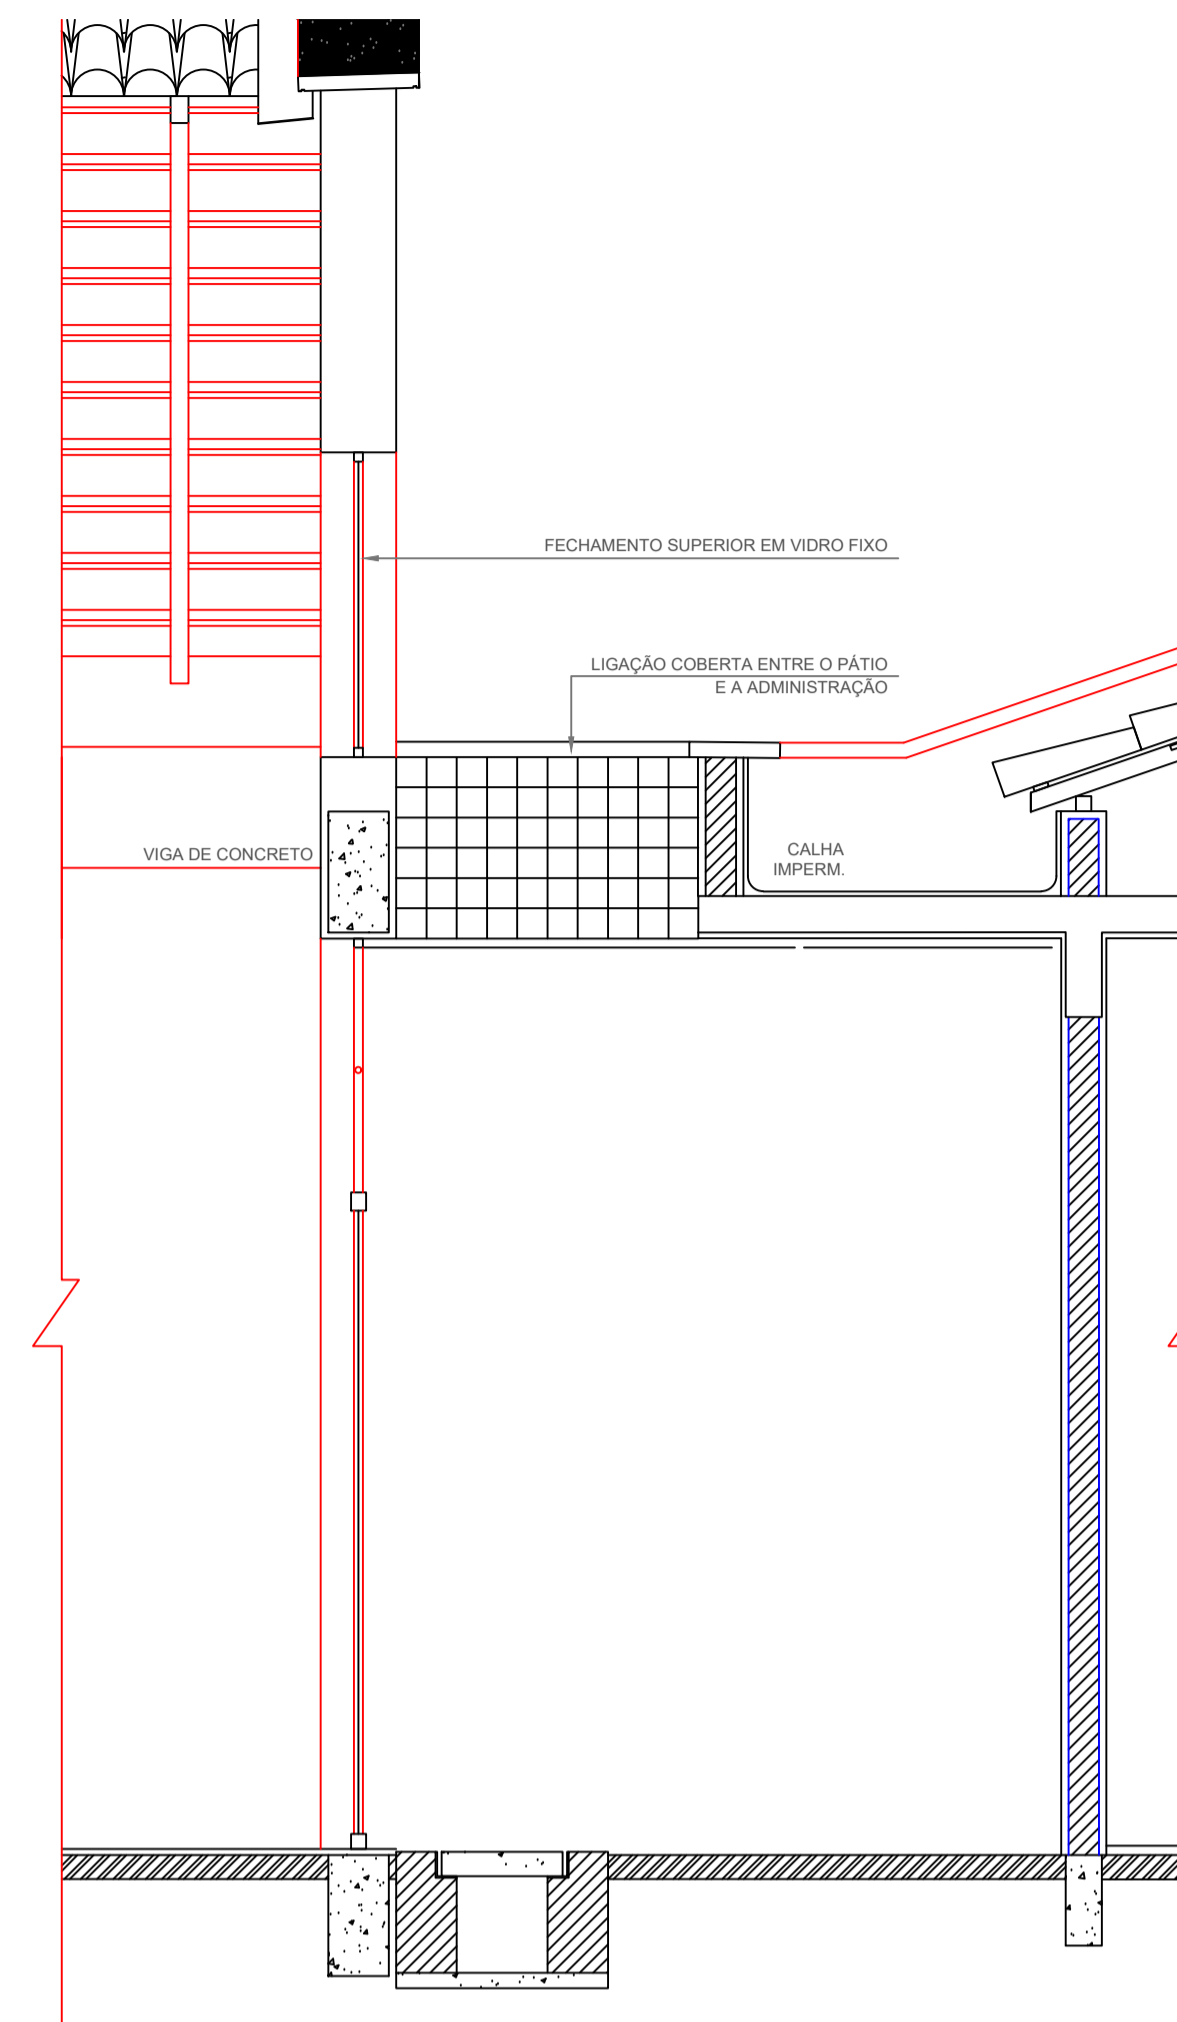 FECHAMENTO SUPERIOR EM VIDRO FIXO
LIGAÇÃO COBERTA ENTRE O PÁTIO
E A ADMINISTRAÇÃO
VIGA DE CONCRETO
CALHA
IMPERM.